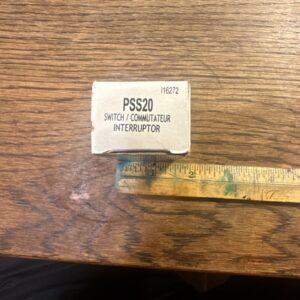 I16272
PSS20
SWITCH / COMMUTATEUR
INTERRUPTOR